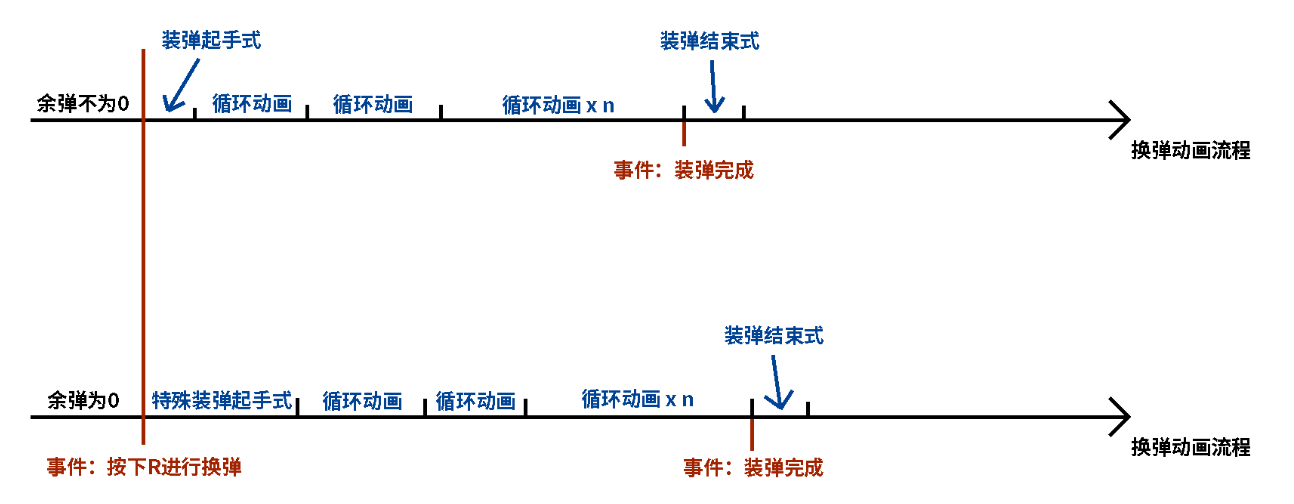 装弹起手式
装弹结束式
余弹不为0
循环动画
循环动画
循环动画 x n
换弹动画流程
事件：装弹完成
装弹结束式
余弹为0
特殊装弹起手式
循环动画
循环动画
循环动画 x n
换弹动画流程
事件：按下R进行换弹
事件：装弹完成